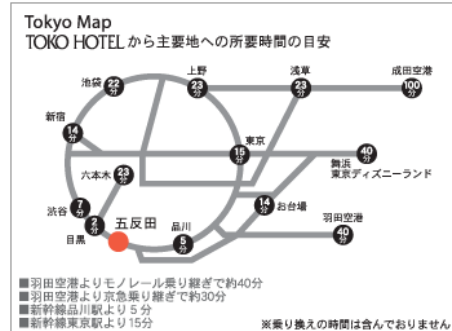 Tokyo Map
TOKO HOTEL から主要地への所要時間の目安
池袋
22分
上野
23分
浅草
23分
成田空港
100分
新宿
14分
東京
15分
40分
舞浜
東京ディズニーランド
六本木
23分
渋谷
7分
2分
目黒
五反田
品川
5分
14分
お台場
羽田空港
40分
■羽田空港よりモノレール乗り継ぎで約40分
■羽田空港より京急乗り継ぎで約30分
■新幹線品川駅より5分
■新幹線東京駅より15分
※乗り換えの時間は含んでおりません